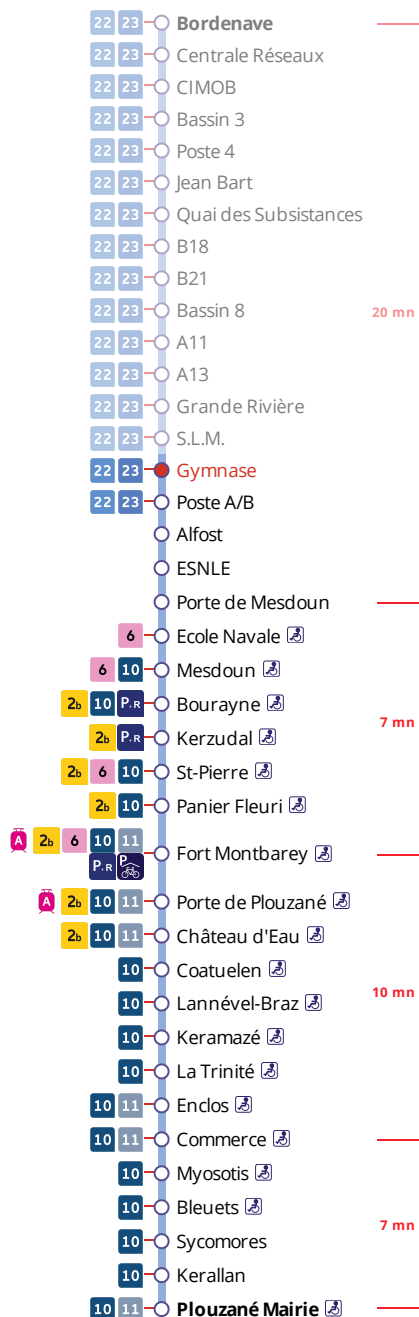 22 23 Bordenave
22 23 Centrale Réseaux
22 23 CIMOB
22 23 Bassin 3
22 23 Poste 4
22 23 Jean Bart
22 23 Quai des Subsistances
22 23 B18
22 23 B21
22 23 Bassin 8 20 mn
22 23 A11
22 23 A13
22 23 Grande Rivière
22 23 S.L.M.
22 23 Gymnase
22 23 Poste A/B
Alfost
ESNLE
Porte de Mesdoun
6 Ecole Navale
6 10 Mesdoun
2b 10 P+R Bourayne
7 mn
2b P+R Kerzudal
2b 6 10 St-Pierre
2b 10 Panier Fleuri
A 2b 6 10 11
P+R P Fort Montbarey
A 2b 10 11 Porte de Plouzané
2b 10 11 Château d'Eau
10 Coatuelen
10 mn
10 Lannével-Braz
10 Keramazé
10 La Trinité
10 11 Enclos
10 11 Commerce
10 Myosotis
10 Bleuets
7 mn
10 Sycomores
10 Kerallan
10 11 Plouzané Mairie